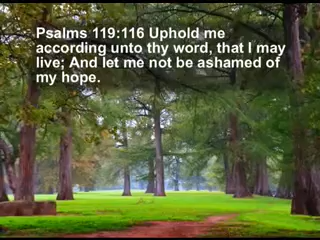 Psalms 119:116 Uphold me
according unto thy word, that I may
live; And let me not be ashamed of
my hope.